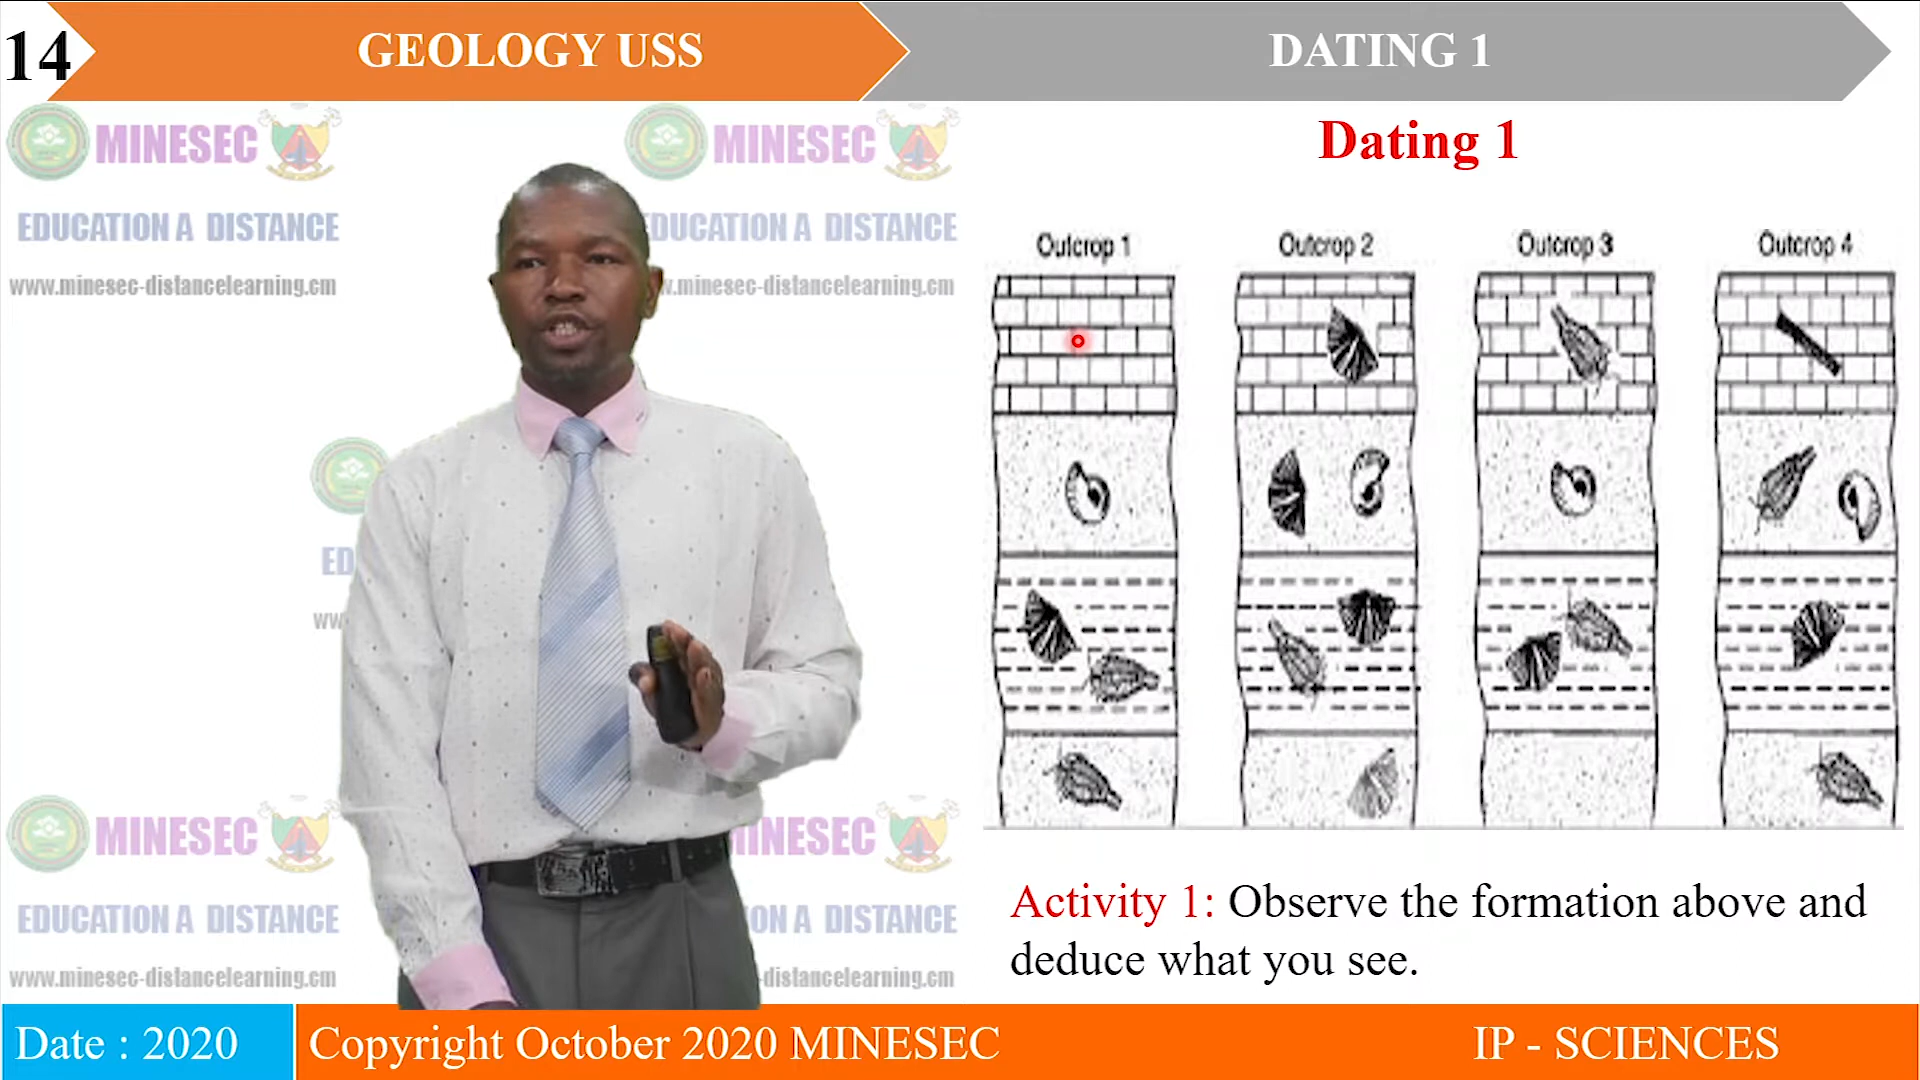 14
GEOLOGY USS
DATING 1
MINESEC
MINESEC
EDUCATION A DISTANCE
EDUCATION A DISTANCE
www.minesec-distancelearning.cm
.minesec-distancelearning.cm
Dating 1
Outcrop 1
Outcrop 2
Outcrop 3
Outcrop 4
ED
ww
MINESEC
MINESEC
EDUCATION A DISTANCE
ON A DISTANCE
www.minesec-distancelearning.cm
-distancelearning.cm
Activity 1: Observe the formation above and
deduce what you see.
Date : 2020
Copyright October 2020 MINESEC
IP - SCIENCES